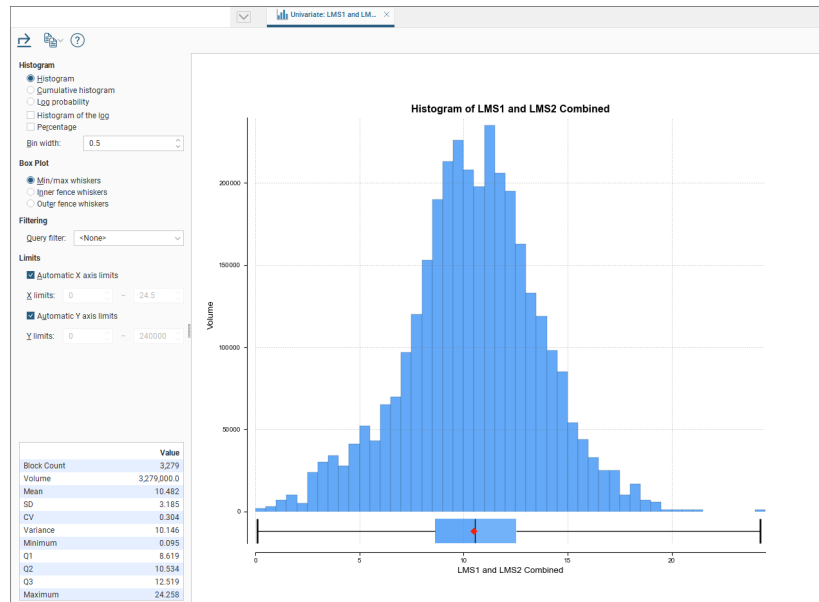 Univariate: LMS1 and LM...
Histogram
Histogram
Cumulative histogram
Log probability
Histogram of the log
Percentage
Bin width: 0.5
Box Plot
Min/max whiskers
Inner fence whiskers
Outer fence whiskers
Filtering
Query filter: <None>
Limits
Automatic X axis limits
X limits: 0 ~ 24.5
Automatic Y axis limits
Y limits: 0 ~ 240000
Value
Block Count 3,279
Volume 3,279,000.0
Mean 10.482
SD 3.185
CV 0.304
Variance 10.146
Minimum 0.095
Q1 8.619
Q2 10.534
Q3 12.519
Maximum 24.258
Histogram of LMS1 and LMS2 Combined
Volume
200000
150000
100000
50000
0
0 5 10 15 20
LMS1 and LMS2 Combined